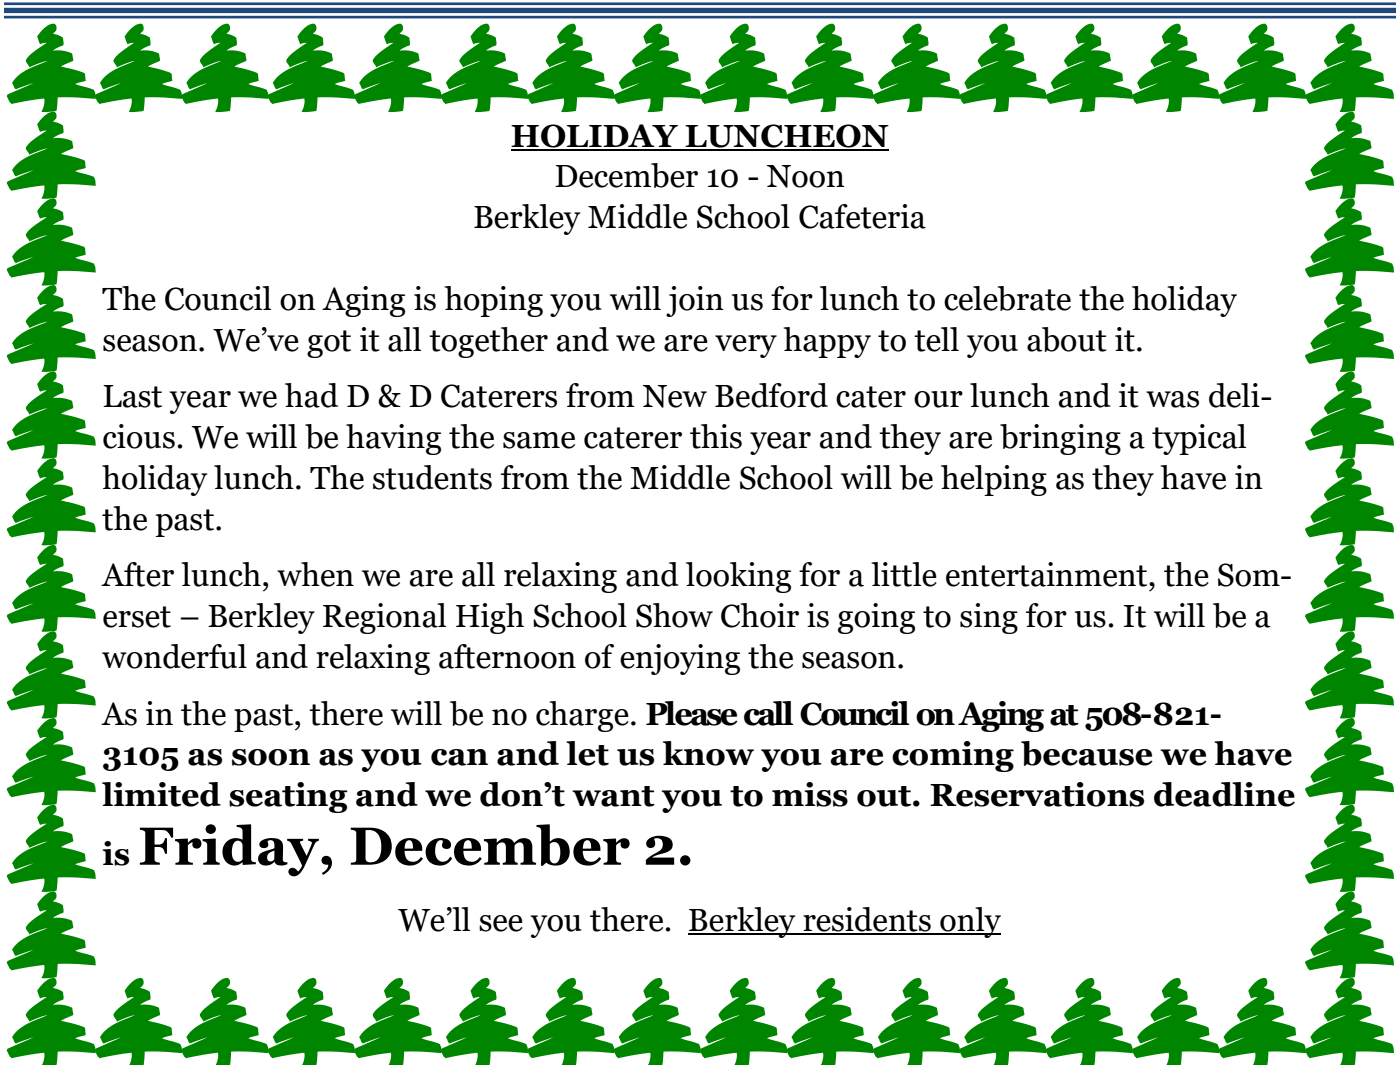 HOLIDAY LUNCHEON
December 10 - Noon
Berkley Middle School Cafeteria
The Council on Aging is hoping you will join us for lunch to celebrate the holiday
season. We’ve got it all together and we are very happy to tell you about it.
Last year we had D & D Caterers from New Bedford cater our lunch and it was deli-
cious. We will be having the same caterer this year and they are bringing a typical
holiday lunch. The students from the Middle School will be helping as they have in
the past.
After lunch, when we are all relaxing and looking for a little entertainment, the Som-
erset – Berkley Regional High School Show Choir is going to sing for us. It will be a
wonderful and relaxing afternoon of enjoying the season.
As in the past, there will be no charge. Please call Council on Aging at 508-821-
3105 as soon as you can and let us know you are coming because we have
limited seating and we don’t want you to miss out. Reservations deadline
is Friday, December 2.
We’ll see you there. Berkley residents only